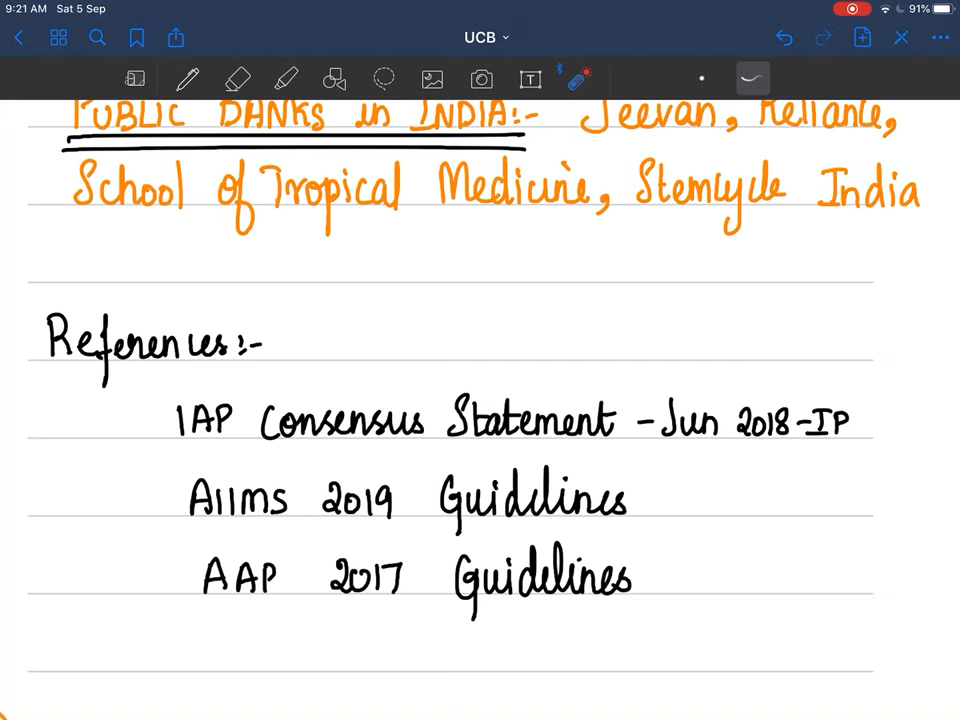 9:21 AM Sat 5 Sep 91%
UCB
T
PUBLIC BANKS in INDIA:- Jeevan, Reliance,
School of Tropical Medicine, Stemcyde India
References:-
IAP Consensus Statement - Jun 2018-IP
AIIMS 2019 Guidelines
AAP 2017 Guidelines